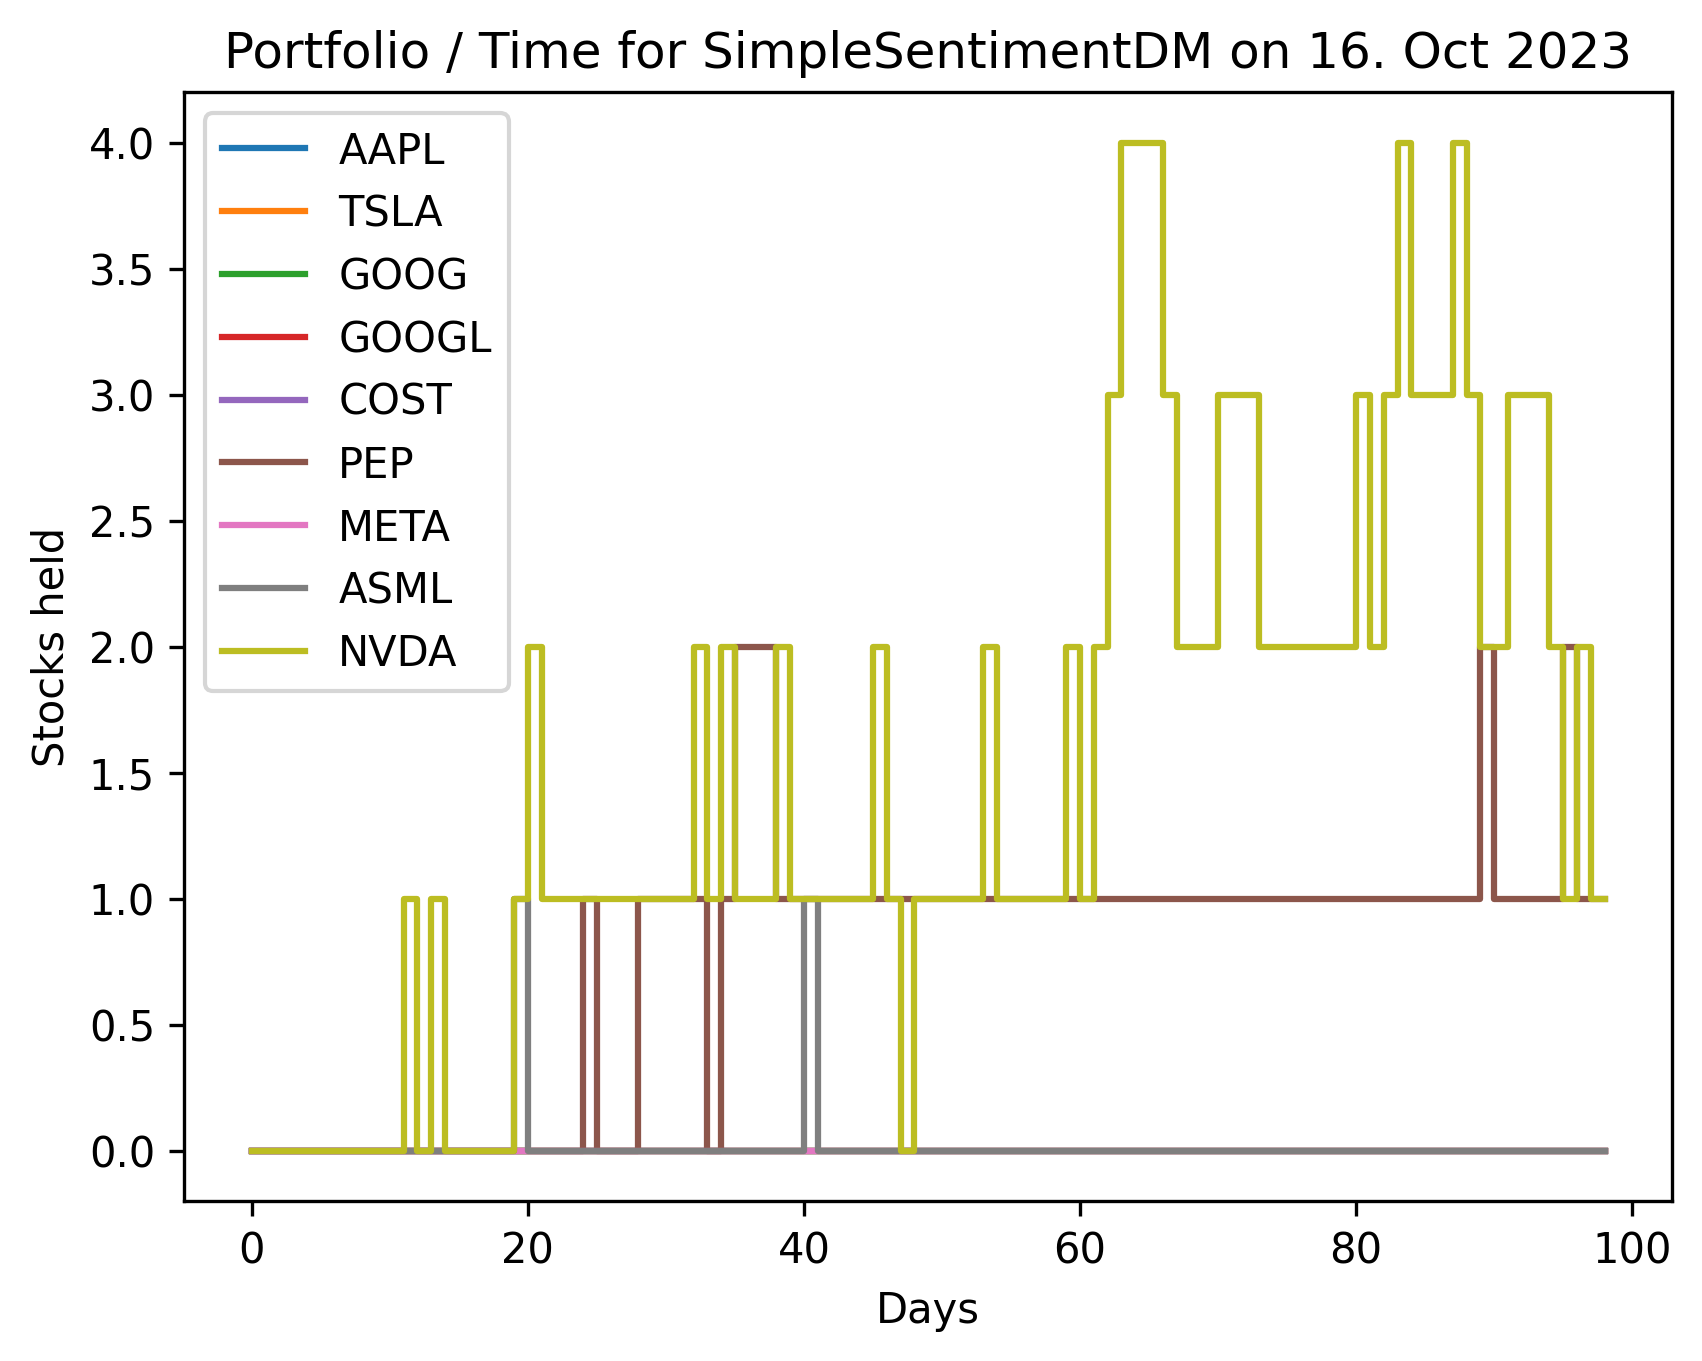 Portfolio / Time for SimpleSentimentDM on 16. Oct 2023
AAPL
TSLA
GOOG
GOOGL
COST
PEP
META
ASML
NVDA
Stocks held
4.0
3.5
3.0
2.5
2.0
1.5
1.0
0.5
0.0
0 20 40 60 80 100
Days